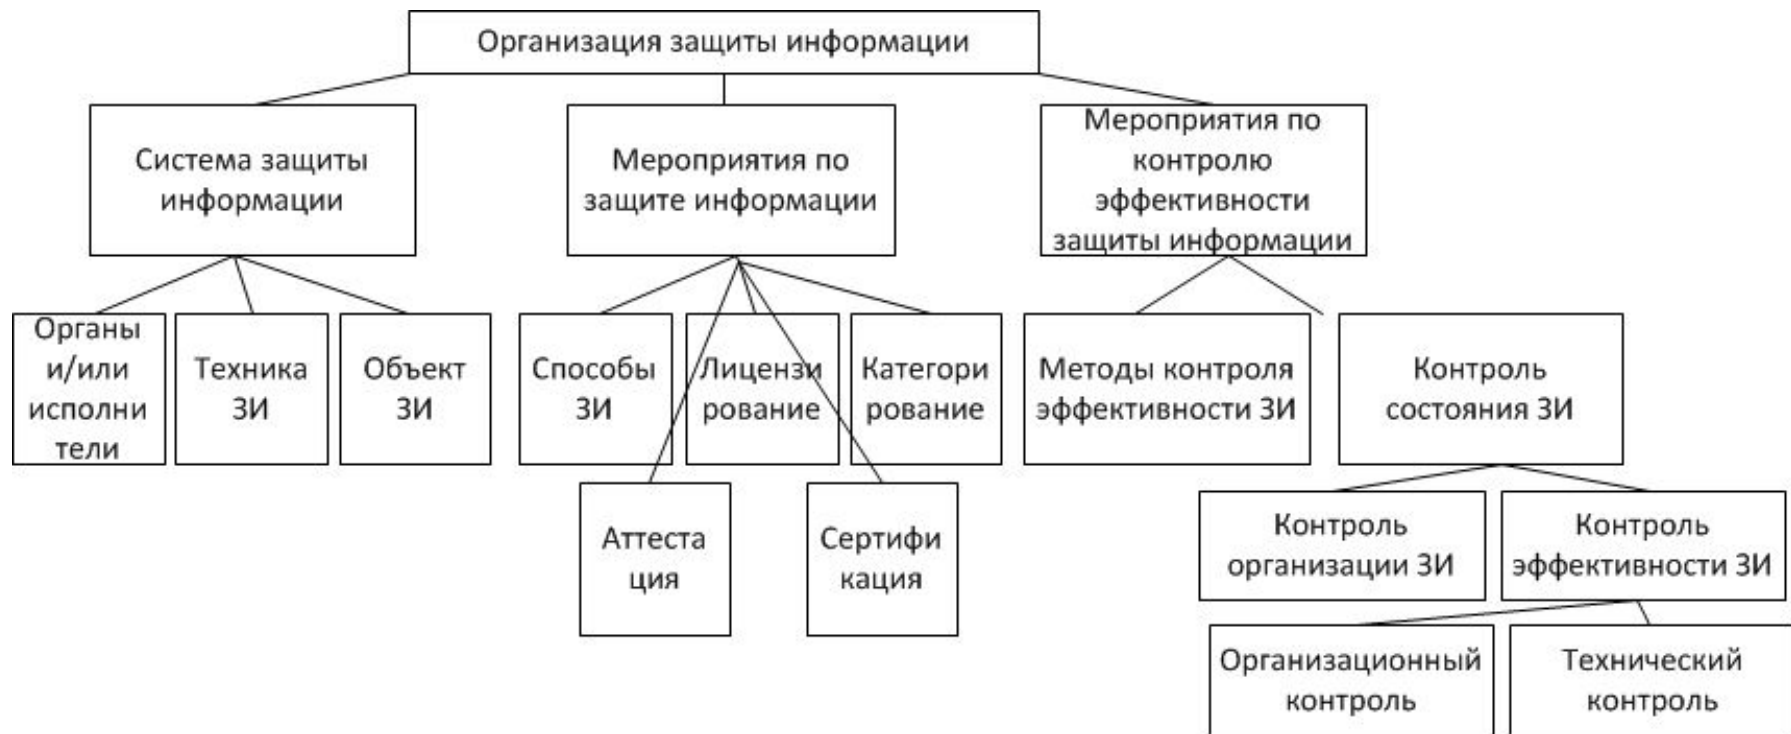 Организация защиты информации
Система защиты
информации
Мероприятия по
защите информации
Мероприятия по
контролю
эффективности
защиты информации
Органы
и/или
исполни
тели
Техника
ЗИ
Объект
ЗИ
Способы
ЗИ
Лицензи
рование
Категори
рование
Методы контроля
эффективности ЗИ
Контроль
состояния ЗИ
Аттеста
ция
Сертифи
кация
Контроль
организации ЗИ
Контроль
эффективности ЗИ
Организационный
контроль
Технический
контроль